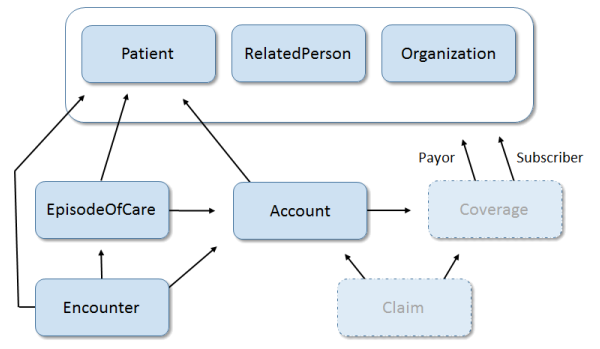 Patient
RelatedPerson
Organization
Payor
Subscriber
EpisodeOfCare
Account
Coverage
Encounter
Claim